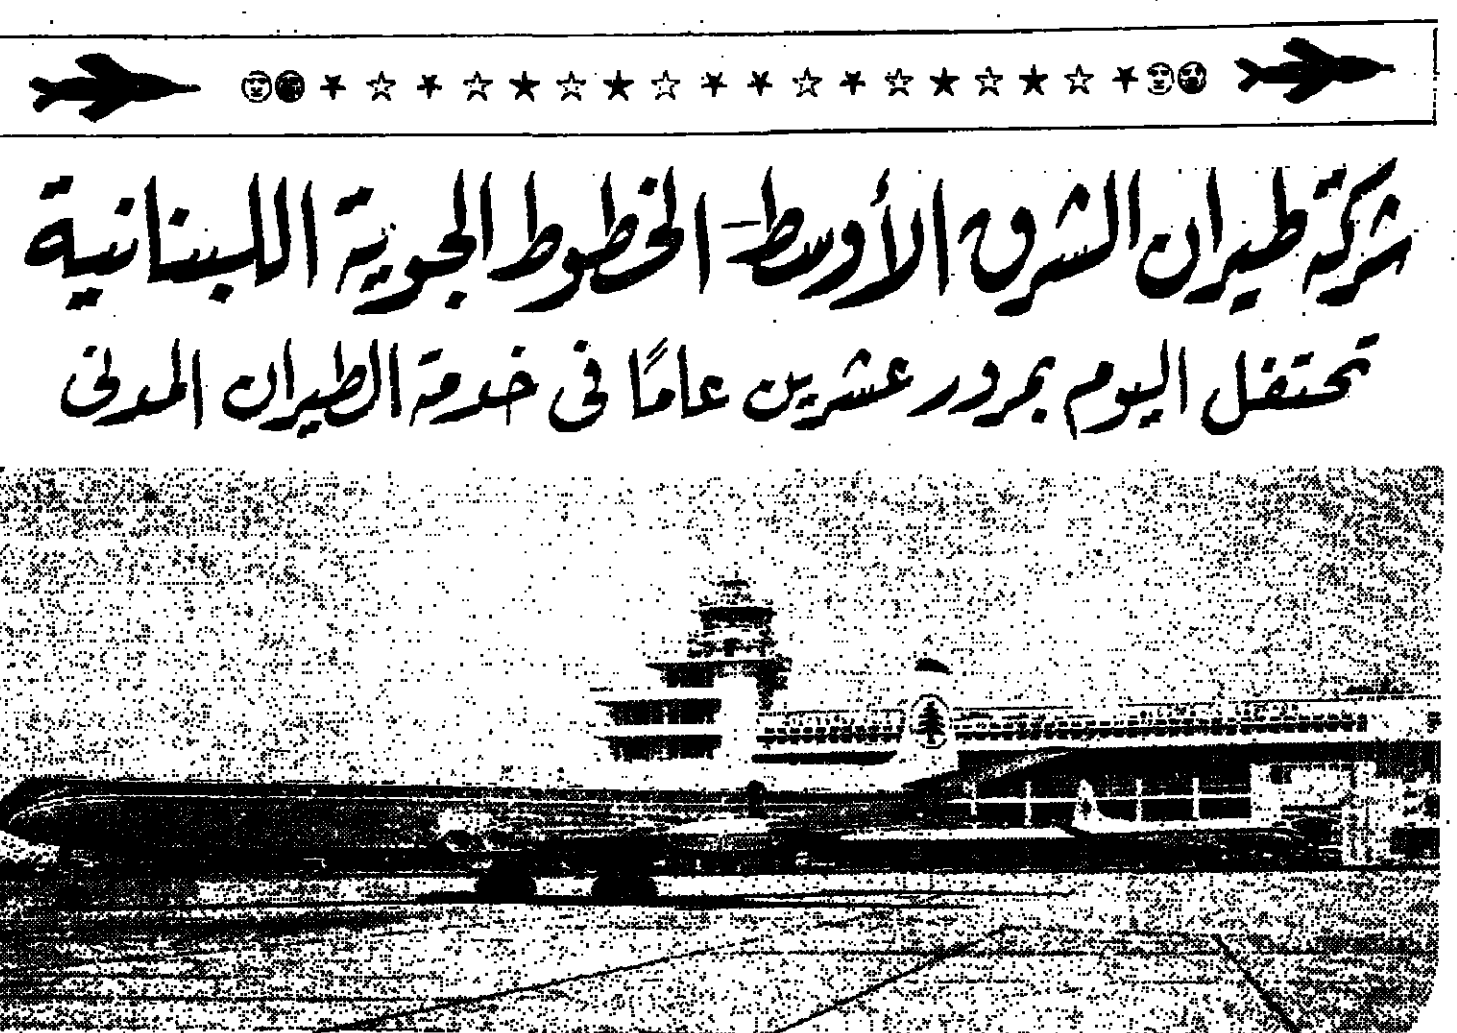 شركة طيران الشرق الأوسط - الخطوط الجوية اللبنانية
تحتفل اليوم بمرور عشرين عامًا فى خدمة الطيران المدنى